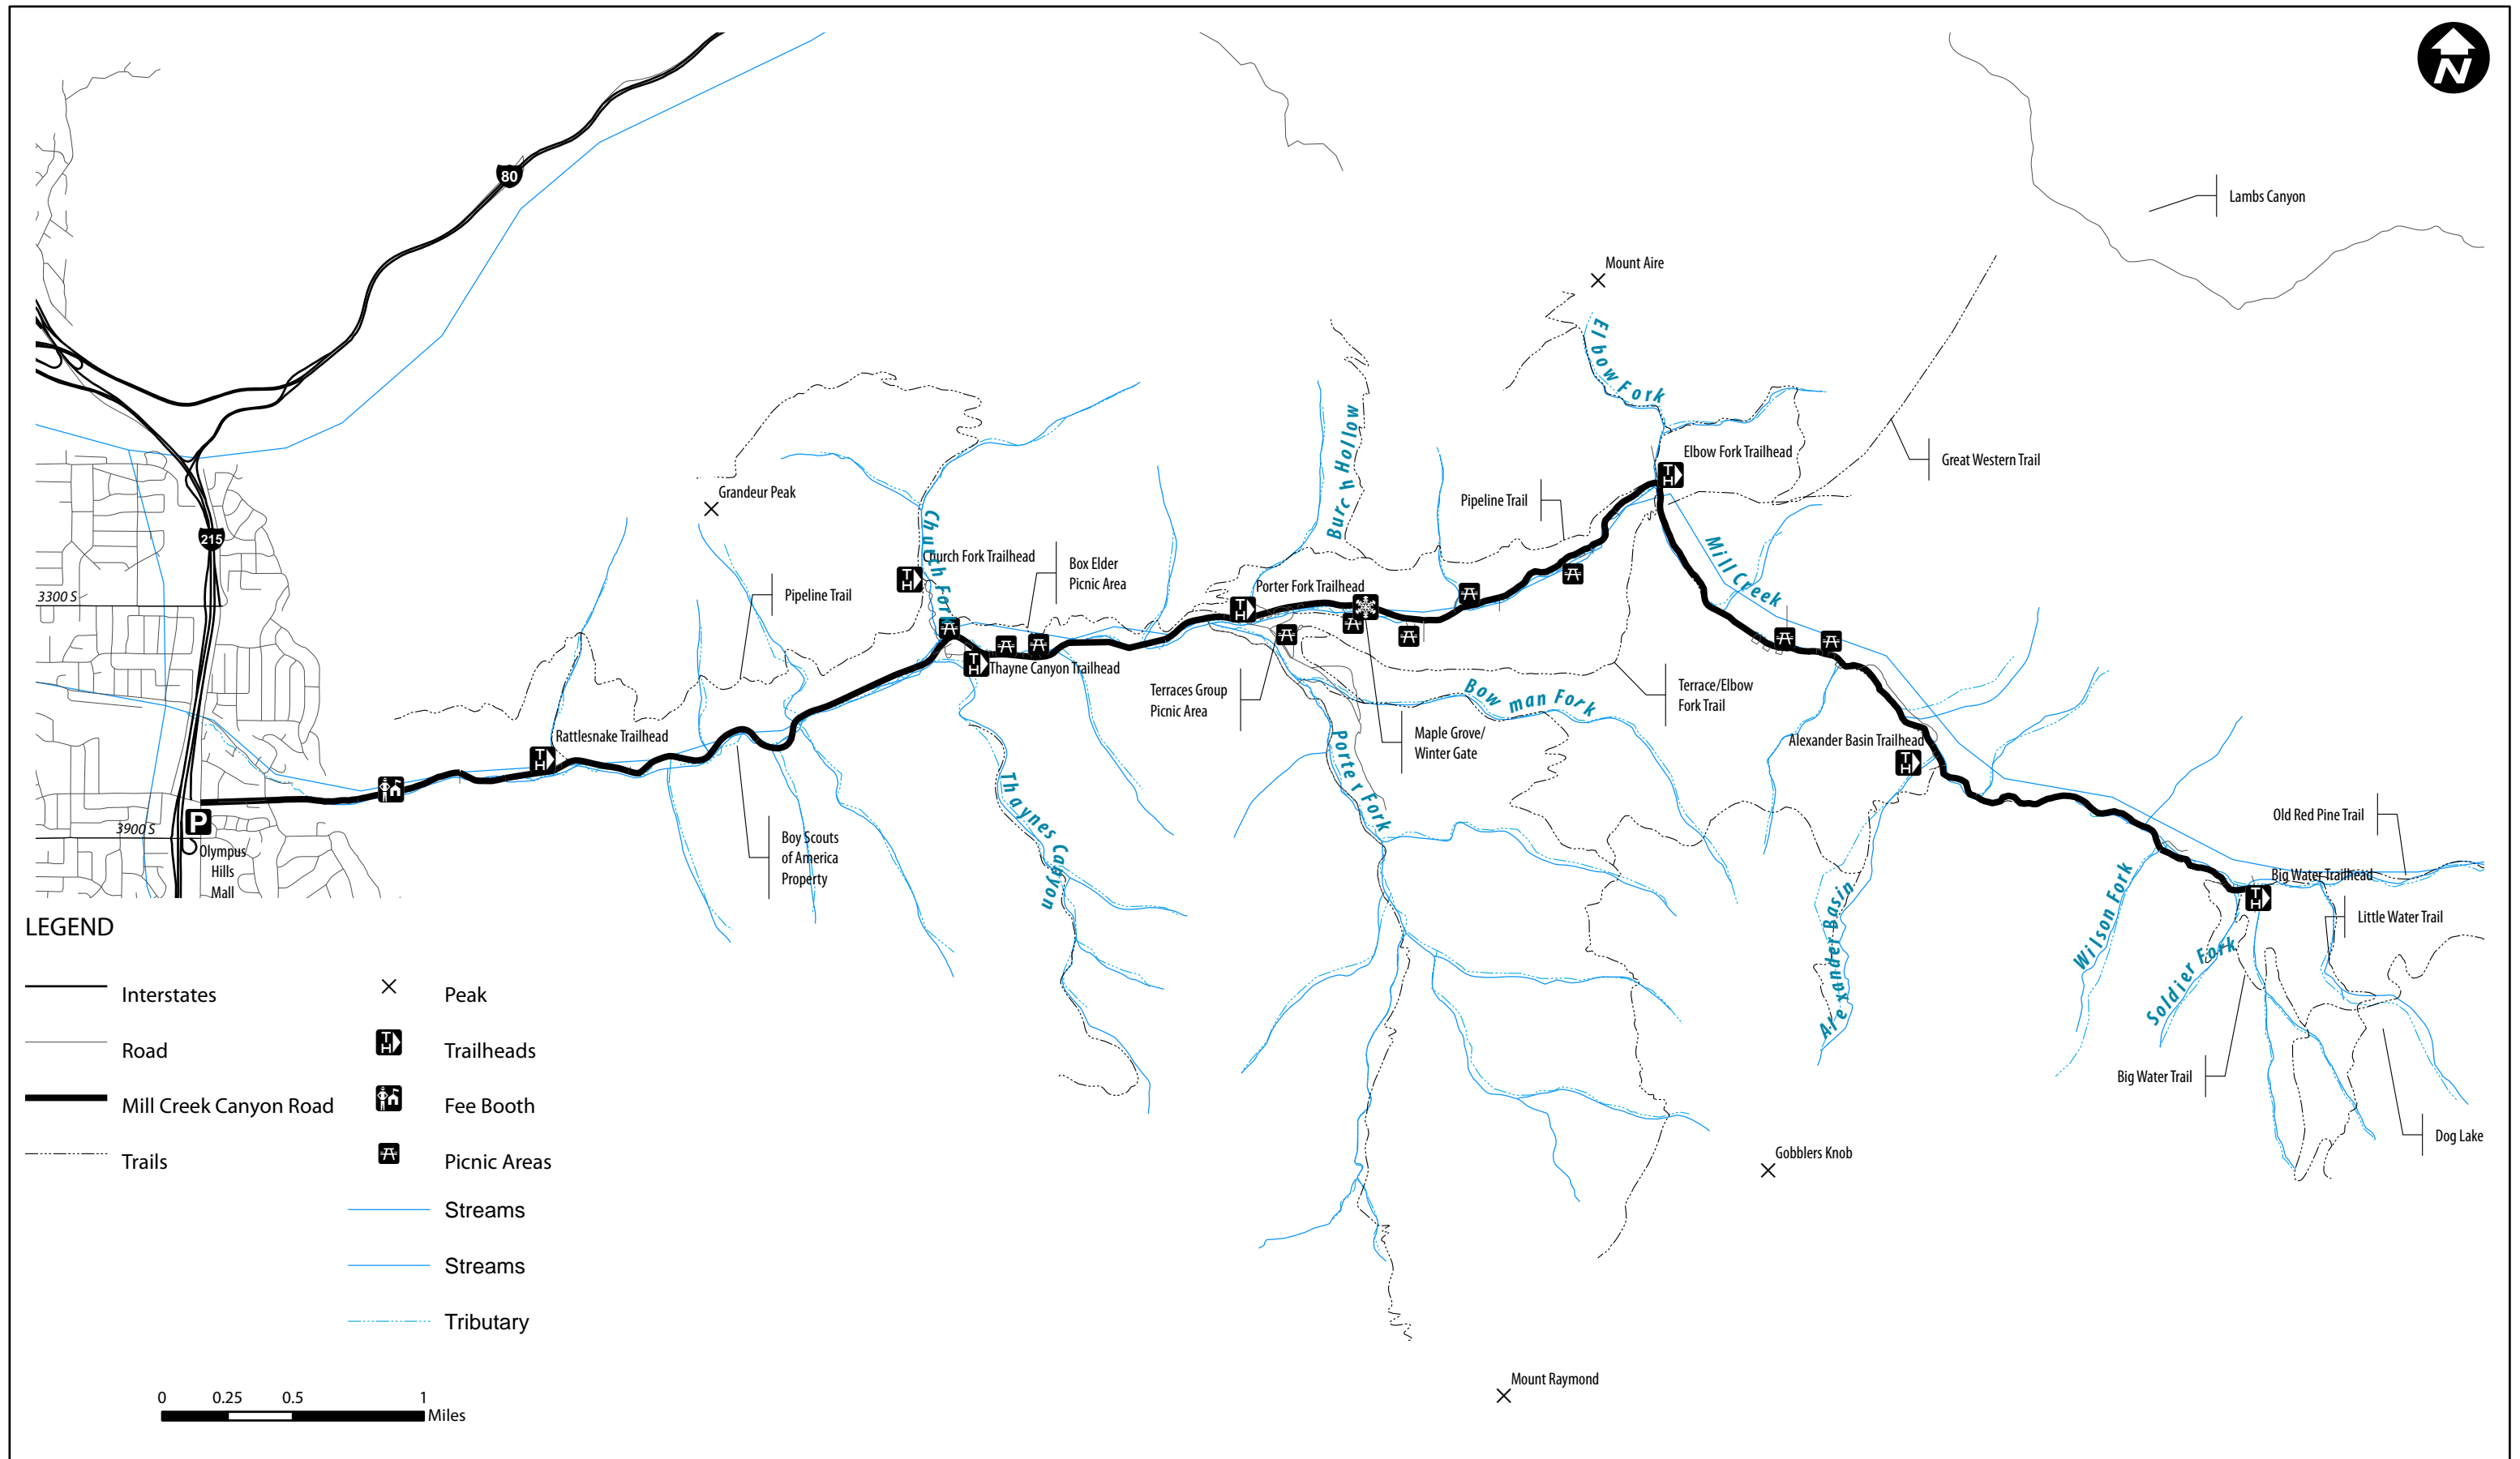 N
80
Lambs Canyon
Mount Aire
Elbow Fork
Burch Hollow
Elbow Fork Trailhead
T
H
Great Western Trail
Grandeur Peak
Pipeline Trail
215
Church Fork
Church Fork Trailhead
T
H
Box Elder
Picnic Area
Mill Creek
3300 S
Pipeline Trail
Porter Fork Trailhead
T
H
Thayne Canyon Trailhead
T
H
Terraces Group
Picnic Area
Bowman Fork
Terrace/Elbow
Fork Trail
Rattlesnake Trailhead
T
H
Porter Fork
Maple Grove/
Winter Gate
Alexander Basin Trailhead
T
H
Thaynes Canyon
P
3900 S
Olympus
Hills
Mall
Boy Scouts
of America
Property
Old Red Pine Trail
Big Water Trailhead
T
H
Alexander Basin
Wilson Fork
Soldier Fork
Little Water Trail
Big Water Trail
Dog Lake
Gobblers Knob
Mount Raymond
LEGEND
Interstates
Road
Mill Creek Canyon Road
Trails
Peak
T
H
Trailheads
Fee Booth
Picnic Areas
Streams
Streams
Tributary
0 0.25 0.5 1
Miles